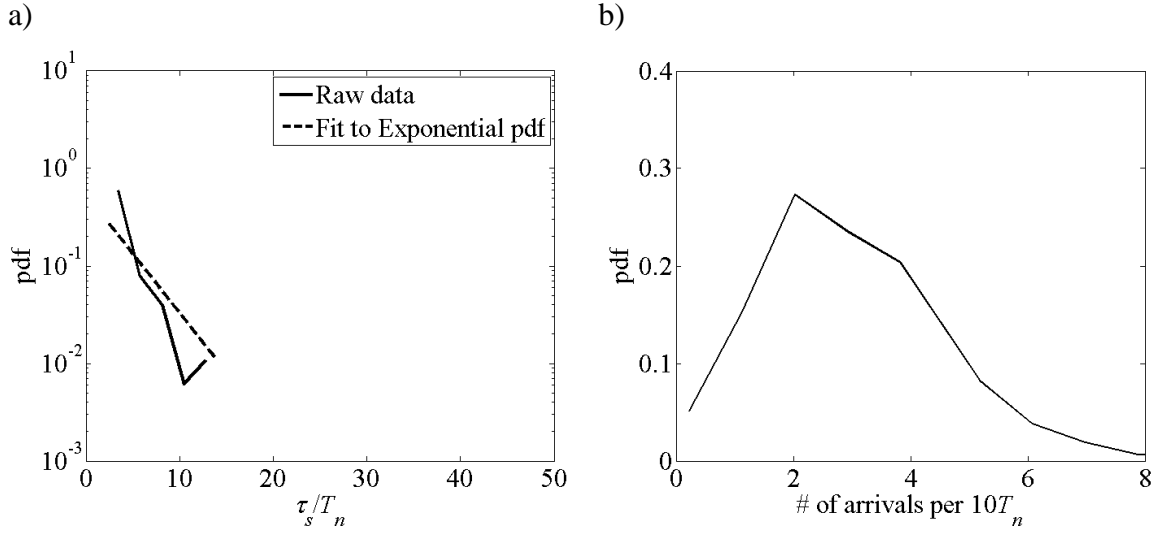 a)
10^1
10^0
10^-1
10^-2
10^-3
pdf
Raw data
Fit to Exponential pdf
0 10 20 30 40 50
τ_s/T_n
b)
0.4
0.3
0.2
0.1
0
pdf
0 2 4 6 8
# of arrivals per 10T_n